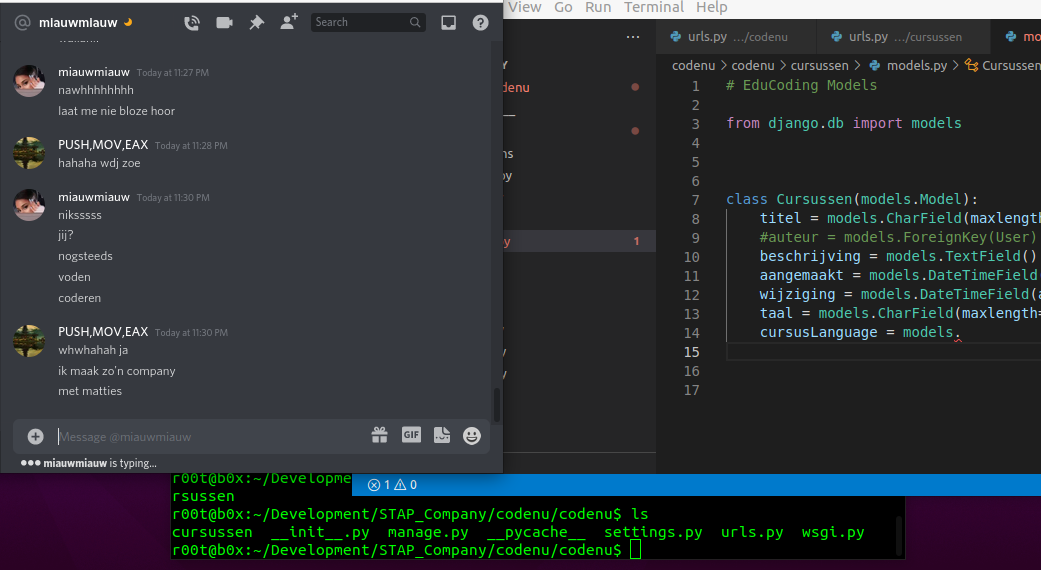 miauwmiauw
Search
Today at 11:27 PM
miauwmiauw
nawhhhhhhhh
laat me nie bloze hoor
PUSH,MOV,EAX Today at 11:28 PM
hahaha wdj zoe
miauwmiauw Today at 11:30 PM
niksssss
jij?
nogsteeds
voden
coderen
PUSH,MOV,EAX Today at 11:30 PM
whwhahah ja
ik maak zo'n company
met matties
Message @miauwmiauw
GIF
miauwmiauw is typing...
View Go Run Terminal Help
urls.py .../codenu
urls.py .../cursussen
mo
codenu > codenu > cursussen > models.py > Cursussen
Y
denu
ns
py
py
1
y
y
1 # EduCoding Models
2
3 from django.db import models
4
5
6
7 class Cursussen(models.Model):
8 titel = models.CharField(maxlength
9 #auteur = models.ForeignKey(User)
10 beschrijving = models.TextField()
11 aangemaakt = models.DateTimeField
12 wijziging = models.DateTimeField(a
13 taal = models.CharField(maxlength=
14 cursusLanguage = models.
15
16
17
1 0
r00t@b0x:~/Developme
rsussen
r00t@b0x:~/Development/STAP_Company/codenu/codenu$ ls
cursussen __init__.py manage.py __pycache__ settings.py urls.py wsgi.py
r00t@b0x:~/Development/STAP_Company/codenu/codenu$